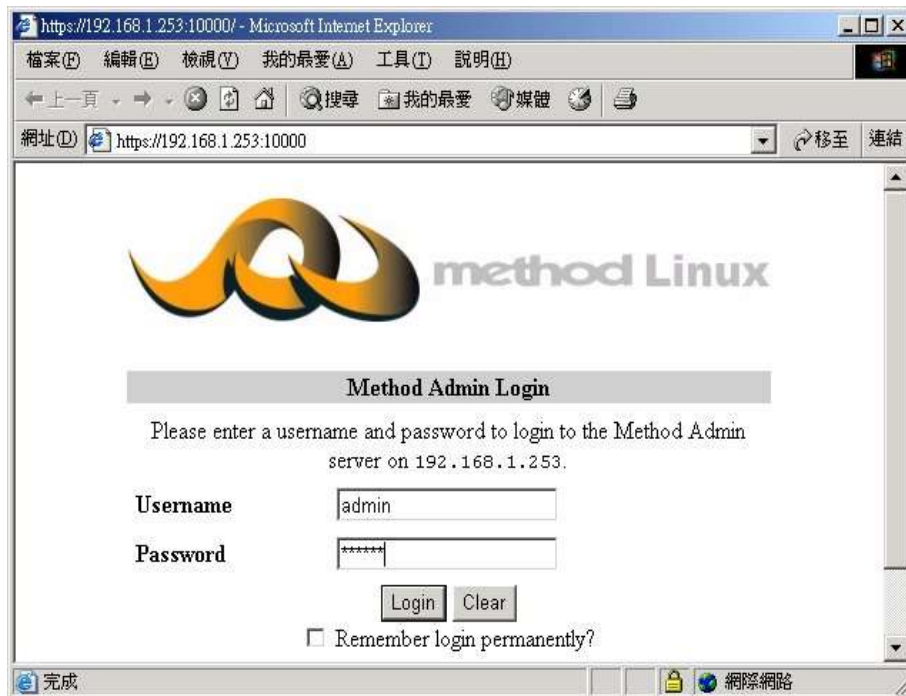 https://192.168.1.253:10000/ - Microsoft Internet Explorer
檔案(F) 編輯(E) 檢視(V) 我的最愛(A) 工具(T) 說明(H)
上一頁 搜尋 我的最愛 媒體
網址(D) https://192.168.1.253:10000 移至 連結
method Linux
Method Admin Login
Please enter a username and password to login to the Method Admin
server on 192.168.1.253.
Username admin
Password ******
Login Clear
Remember login permanently?
完成 網際網路